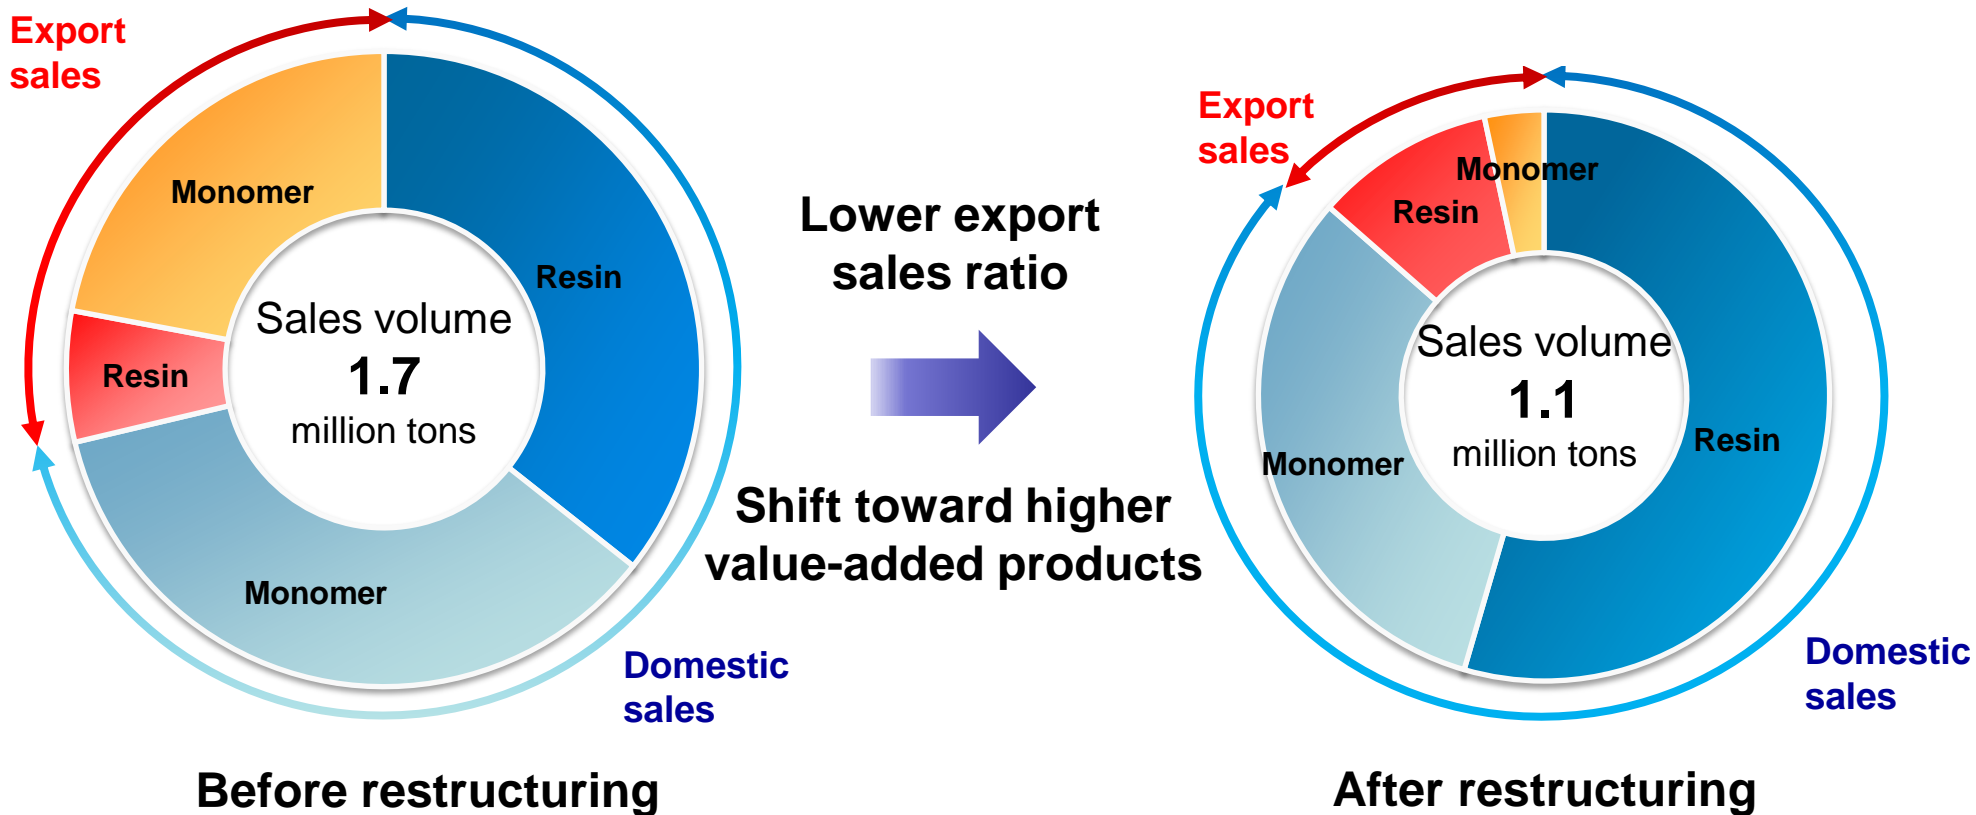 Export
sales
Monomer
Resin
Sales volume
1.7
million tons
Resin
Monomer
Domestic
sales
Before restructuring
Lower export
sales ratio
Shift toward higher
value-added products
Export
sales
Monomer
Resin
Sales volume
1.1
million tons
Resin
Monomer
Domestic
sales
After restructuring